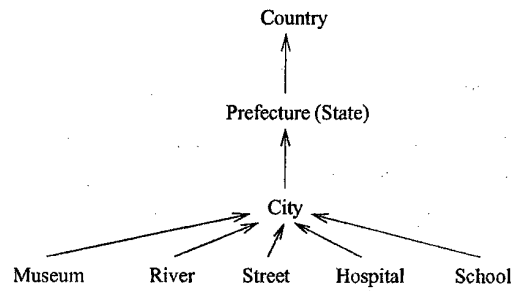 Country
Prefecture (State)
City
Museum River Street Hospital School